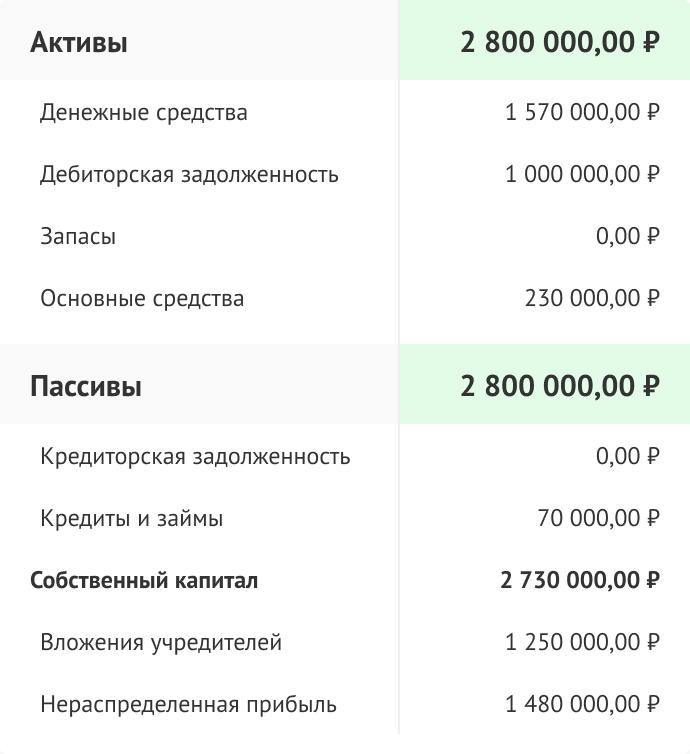 Активы 2 800 000,00 ₽
Денежные средства 1 570 000,00 ₽
Дебиторская задолженность 1 000 000,00 ₽
Запасы 0,00 ₽
Основные средства 230 000,00 ₽
Пассивы 2 800 000,00 ₽
Кредиторская задолженность 0,00 ₽
Кредиты и займы 70 000,00 ₽
Собственный капитал 2 730 000,00 ₽
Вложения учредителей 1 250 000,00 ₽
Нераспределенная прибыль 1 480 000,00 ₽